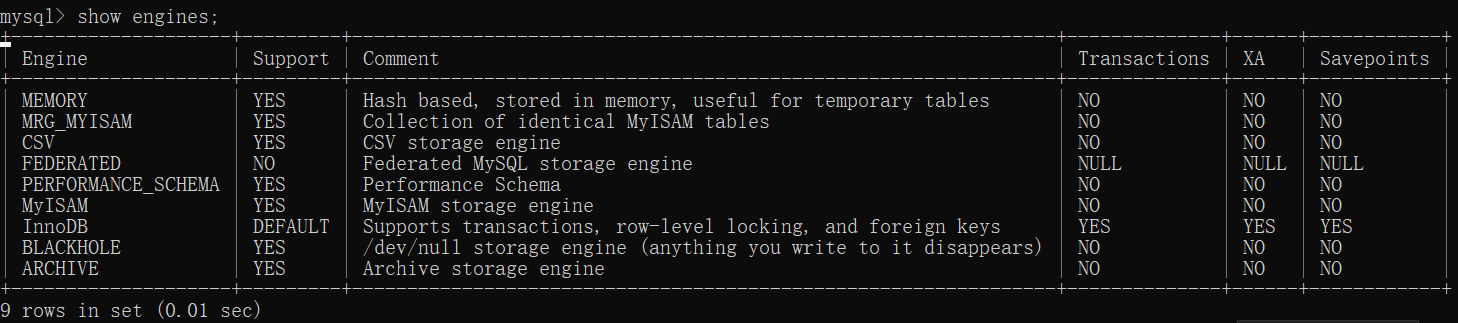 mysql> show engines;
+--------------------+---------+----------------------------------------------------------------+--------------+------+------------+
| Engine             | Support | Comment                                                        | Transactions | XA   | Savepoints |
+--------------------+---------+----------------------------------------------------------------+--------------+------+------------+
| MEMORY             | YES     | Hash based, stored in memory, useful for temporary tables      | NO           | NO   | NO         |
| MRG_MYISAM         | YES     | Collection of identical MyISAM tables                          | NO           | NO   | NO         |
| CSV                | YES     | CSV storage engine                                             | NO           | NO   | NO         |
| FEDERATED          | NO      | Federated MySQL storage engine                                 | NULL         | NULL | NULL       |
| PERFORMANCE_SCHEMA | YES     | Performance Schema                                             | NO           | NO   | NO         |
| MyISAM             | YES     | MyISAM storage engine                                          | NO           | NO   | NO         |
| InnoDB             | DEFAULT | Supports transactions, row-level locking, and foreign keys     | YES          | YES  | YES        |
| BLACKHOLE          | YES     | /dev/null storage engine (anything you write to it disappears) | NO           | NO   | NO         |
| ARCHIVE            | YES     | Archive storage engine                                         | NO           | NO   | NO         |
+--------------------+---------+----------------------------------------------------------------+--------------+------+------------+
9 rows in set (0.01 sec)